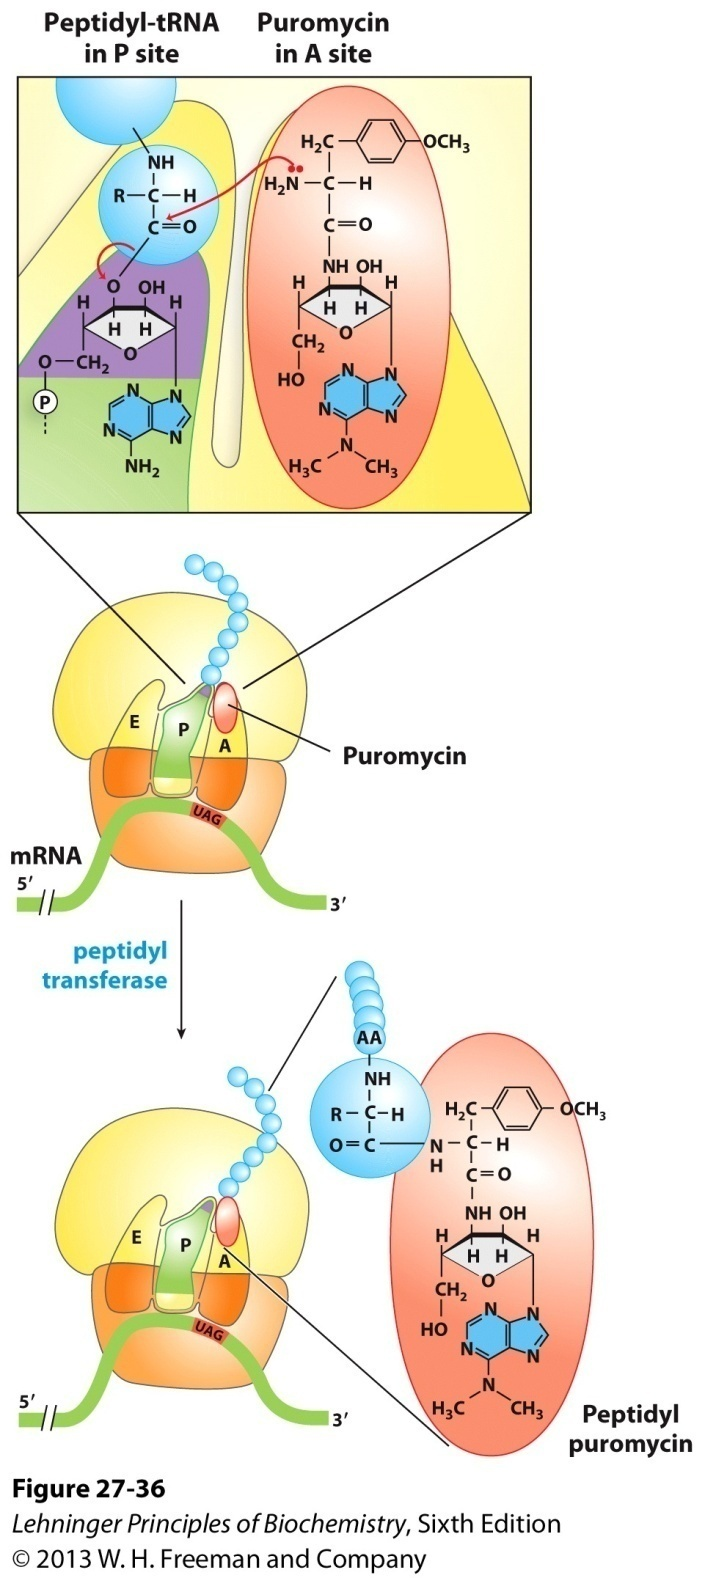 Peptidyl-tRNA
in P site
Puromycin
in A site
NH
R–C–H
C=O
O OH
H H
H H
O
O–CH₂
P
N N
N N
NH₂
H₂C OCH₃
H₂N–C–H
C=O
NH OH
H H
H H
O
CH₂
HO
N N
N N
N
H₃C CH₃
E
P
A
Puromycin
UAG
mRNA
5′
3′
peptidyl
transferase
AA
NH
R–C–H
O=C
H₂C OCH₃
N–C–H
H
C=O
NH OH
H H
H H
O
CH₂
HO
N N
N N
N
H₃C CH₃
E
P
A
UAG
5′
3′
Peptidyl
puromycin
Figure 27-36
Lehninger Principles of Biochemistry, Sixth Edition
© 2013 W. H. Freeman and Company